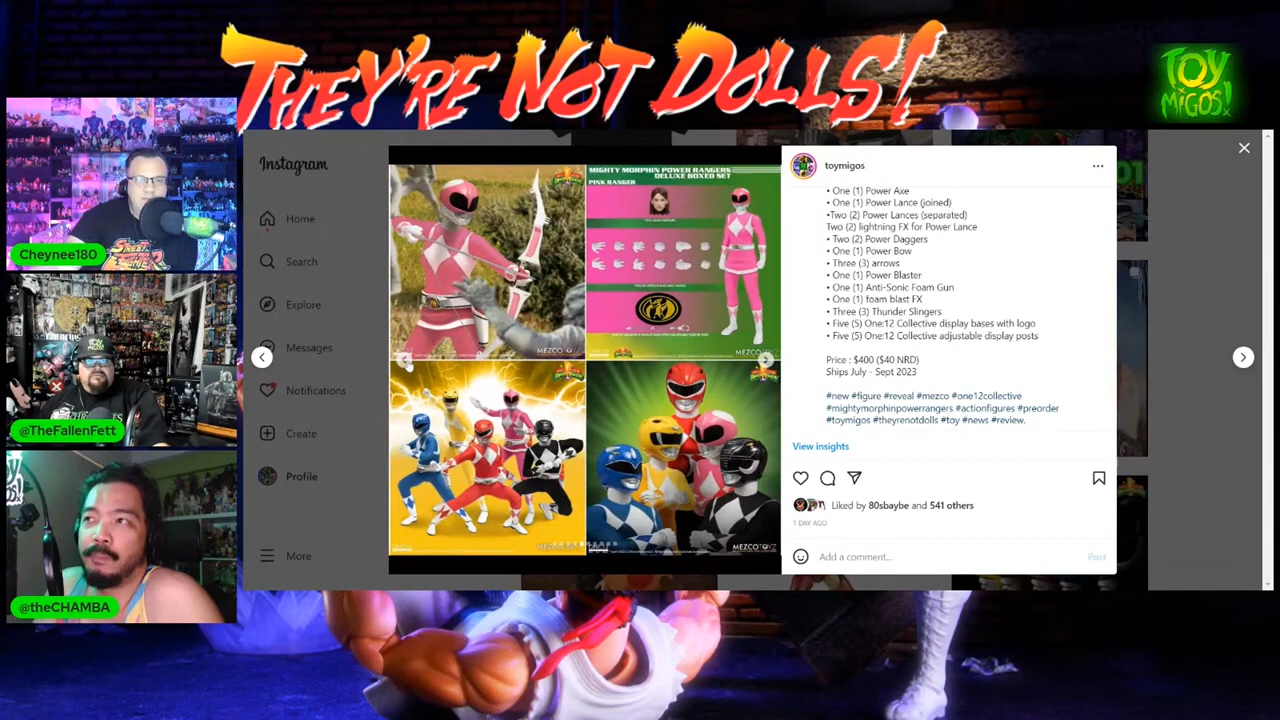 THEY'RE NOT DOLLS!
TOY
MIGOS!
Cheynee180
@TheFallenFett
@theCHAMBA
Instagram
Home
Search
Explore
Messages
Notifications
Create
Profile
More
MIGHTY MORPHIN POWER RANGERS
DELUXE BOXED SET
PINK RANGER
MEZCO
MEZCO TOYZ
MEZCO TOYZ
toymigos
• One (1) Power Axe
• One (1) Power Lance (joined)
•Two (2) Power Lances (separated)
Two (2) lightning FX for Power Lance
• Two (2) Power Daggers
• One (1) Power Bow
• Three (3) arrows
• One (1) Power Blaster
• One (1) Anti-Sonic Foam Gun
• One (1) foam blast FX
• Three (3) Thunder Slingers
• Five (5) One:12 Collective display bases with logo
• Five (5) One:12 Collective adjustable display posts
Price : $400 ($40 NRD)
Ships July - Sept 2023
#new #figure #reveal #mezco #one12collective
#mightymorphinpowerrangers #actionfigures #preorder
#toymigos #theyrenotdolls #toy #news #review.
View insights
Liked by 80sbaybe and 541 others
1 DAY AGO
Add a comment...
Post